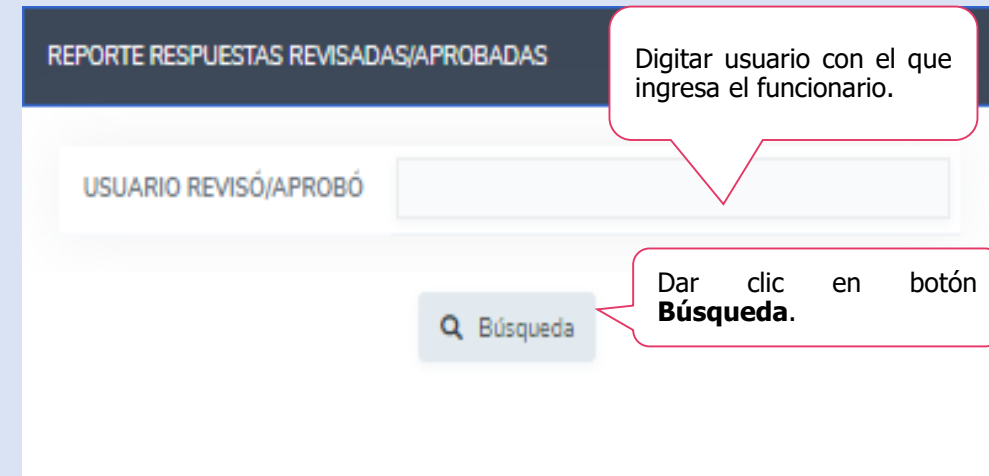 REPORTE RESPUESTAS REVISADAS/APROBADAS
Digitar usuario con el que
ingresa el funcionario.
USUARIO REVISÓ/APROBÓ
Dar clic en botón
Búsqueda.
Búsqueda